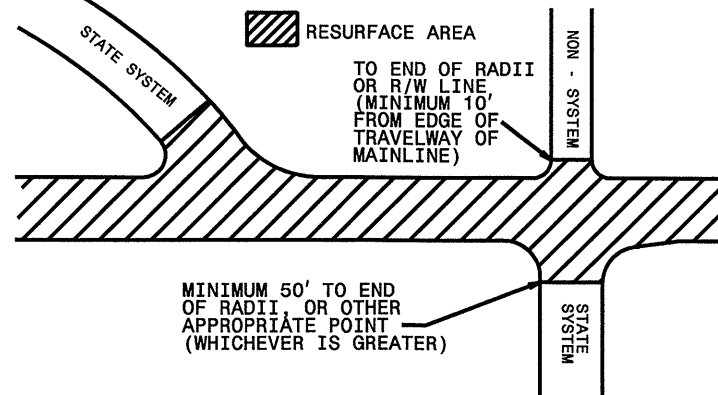 STATE SYSTEM
RESURFACE AREA
TO END OF RADII
OR R/W LINE
(MINIMUM 10'
FROM EDGE OF
TRAVELWAY OF
MAINLINE)
NON - SYSTEM
MINIMUM 50' TO END
OF RADII, OR OTHER
APPROPRIATE POINT
(WHICHEVER IS GREATER)
STATE
SYSTEM